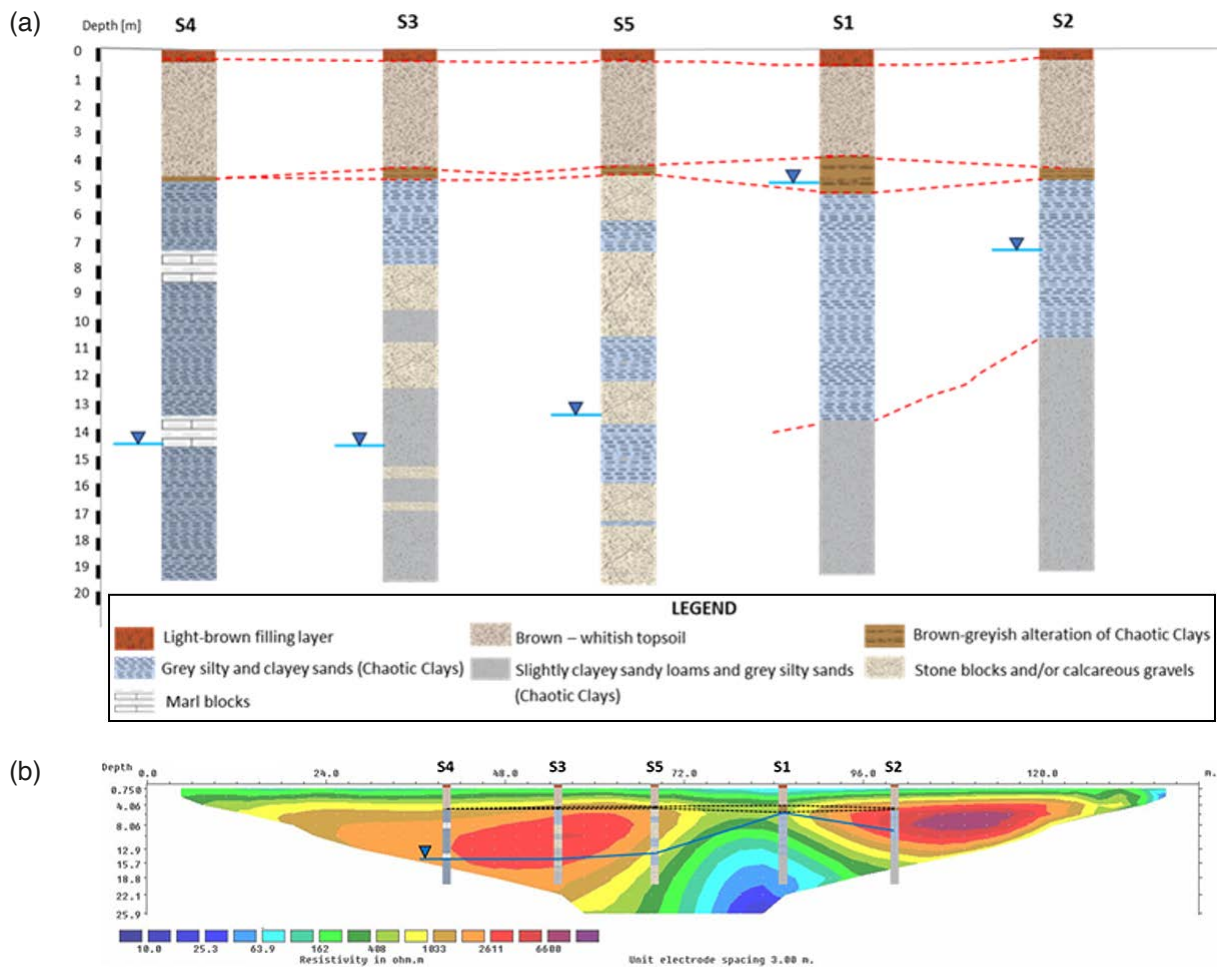 (a)
Depth [m]
S4
S3
S5
S1
S2
0
1
2
3
4
5
6
7
8
9
10
11
12
13
14
15
16
17
18
19
20
LEGEND
Light-brown filling layer
Brown – whitish topsoil
Brown-greyish alteration of Chaotic Clays
Grey silty and clayey sands (Chaotic Clays)
Slightly clayey sandy loams and grey silty sands
(Chaotic Clays)
Stone blocks and/or calcareous gravels
Marl blocks
(b)
S4 S3 S5 S1 S2
Depth 0.0 24.0 48.0 72.0 96.0 120.0 m.
0.750
4.06
8.06
12.9
15.7
18.8
22.1
25.9
10.0 25.3 63.9 162 408 1033 2611 6600
Resistivity in ohm.m Unit electrode spacing 3.00 m.